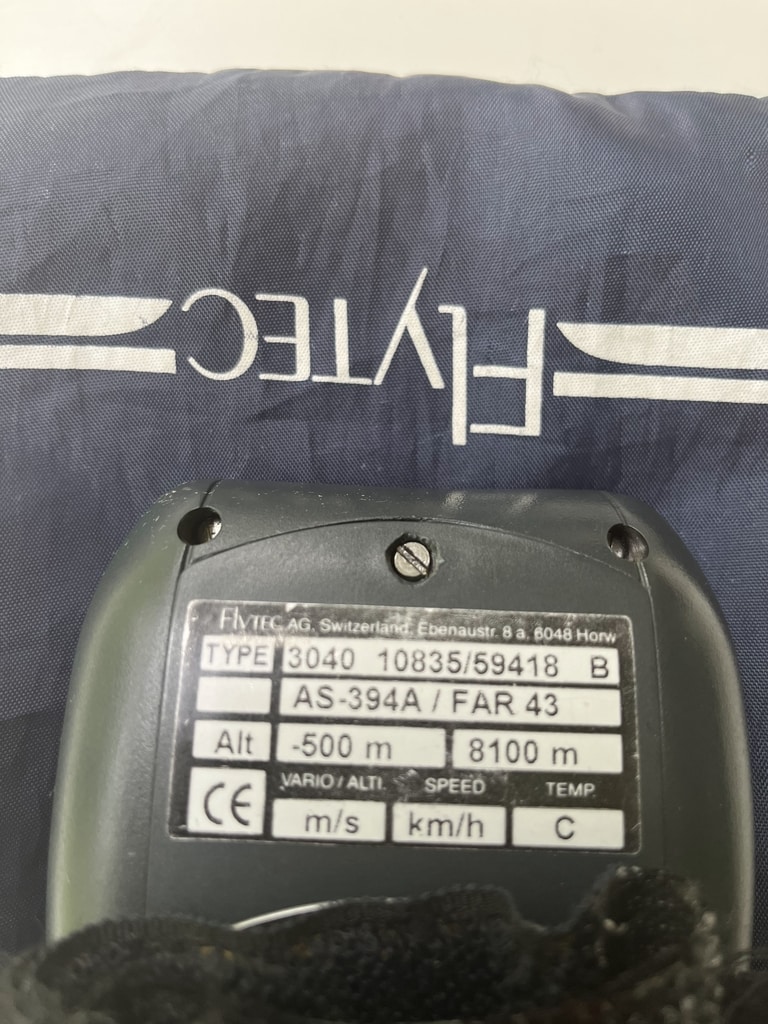 FlyTEC
FlyTEC AG, Switzerland, Ebenaustr. 8 a, 6048 Horw
TYPE 3040 10835/59418 B
AS-394A / FAR 43
Alt -500 m 8100 m
VARIO / ALTI. SPEED TEMP.
CE m/s km/h C